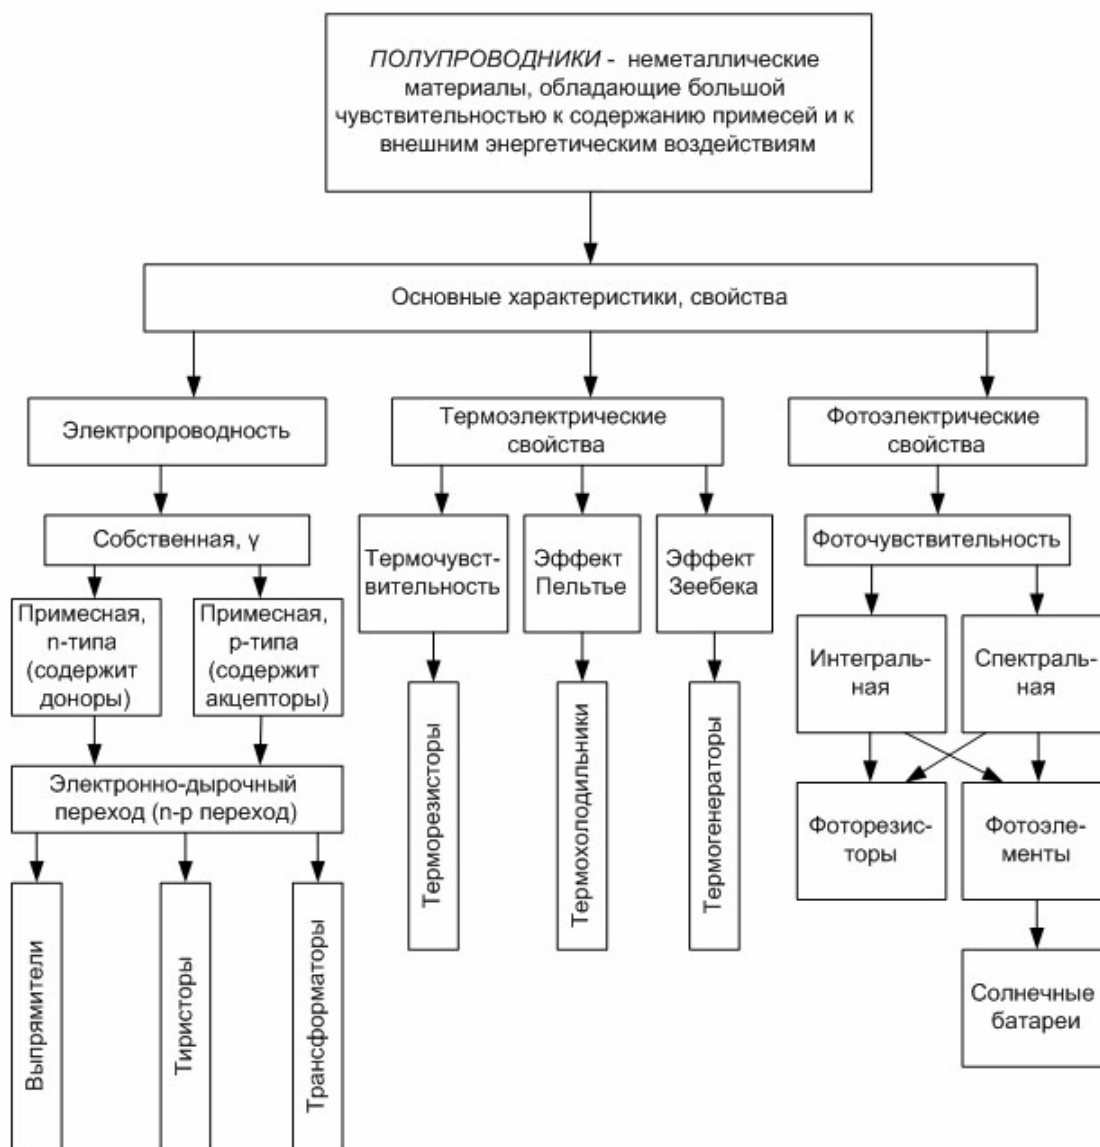 ПОЛУПРОВОДНИКИ - неметаллические
материалы, обладающие большой
чувствительностью к содержанию примесей и к
внешним энергетическим воздействиям
Основные характеристики, свойства
Электропроводность
Термоэлектрические
свойства
Фотоэлектрические
свойства
Собственная, γ
Термочувст-
вительность
Эффект
Пельтье
Эффект
Зеебека
Фоточувствительность
Примесная,
n-типа
(содержит
доноры)
Примесная,
p-типа
(содержит
акцепторы)
Интеграль-
ная
Спектраль-
ная
Терморезисторы
Термохолодильники
Термогенераторы
Электронно-дырочный
переход (n-p переход)
Фоторезис-
торы
Фотоэле-
менты
Выпрямители
Тиристоры
Трансформаторы
Солнечные
батареи